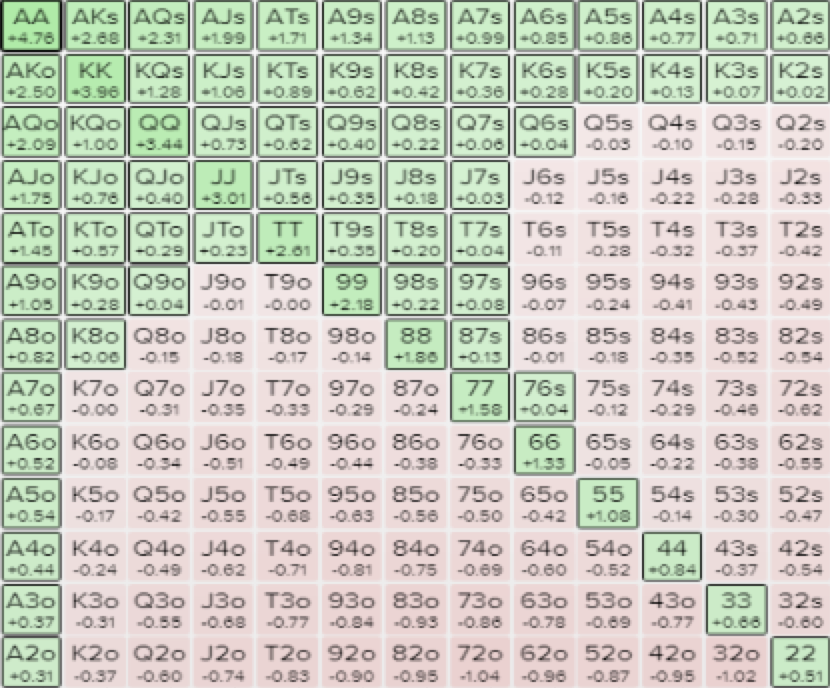 AA AKs AQs AJs ATs A9s A8s A7s A6s A5s A4s A3s A2s
+4.76 +2.68 +2.31 +1.99 +1.71 +1.34 +1.13 +0.99 +0.85 +0.86 +0.77 +0.71 +0.66
AKo KK KQs KJs KTs K9s K8s K7s K6s K5s K4s K3s K2s
+2.50 +3.96 +1.28 +1.06 +0.89 +0.62 +0.42 +0.36 +0.28 +0.20 +0.13 +0.07 +0.02
AQo KQo QQ QJs QTs Q9s Q8s Q7s Q6s Q5s Q4s Q3s Q2s
+2.09 +1.00 +3.44 +0.73 +0.62 +0.40 +0.22 +0.06 +0.04 -0.03 -0.10 -0.15 -0.20
AJo KJo QJo JJ JTs J9s J8s J7s J6s J5s J4s J3s J2s
+1.75 +0.76 +0.40 +3.01 +0.56 +0.35 +0.18 +0.03 -0.12 -0.16 -0.22 -0.28 -0.33
ATo KTo QTo JTo TT T9s T8s T7s T6s T5s T4s T3s T2s
+1.45 +0.57 +0.29 +0.23 +2.61 +0.35 +0.20 +0.04 -0.11 -0.28 -0.32 -0.37 -0.42
A9o K9o Q9o J9o T9o 99 98s 97s 96s 95s 94s 93s 92s
+1.05 +0.28 +0.04 -0.01 -0.00 +2.18 +0.22 +0.08 -0.07 -0.24 -0.41 -0.43 -0.49
A8o K8o Q8o J8o T8o 98o 88 87s 86s 85s 84s 83s 82s
+0.82 +0.06 -0.15 -0.18 -0.17 -0.14 +1.86 +0.13 -0.01 -0.18 -0.35 -0.52 -0.54
A7o K7o Q7o J7o T7o 97o 87o 77 76s 75s 74s 73s 72s
+0.67 -0.00 -0.31 -0.35 -0.33 -0.29 -0.24 +1.58 +0.04 -0.12 -0.29 -0.46 -0.62
A6o K6o Q6o J6o T6o 96o 86o 76o 66 65s 64s 63s 62s
+0.52 -0.08 -0.34 -0.51 -0.49 -0.44 -0.38 -0.33 +1.33 -0.05 -0.22 -0.38 -0.55
A5o K5o Q5o J5o T5o 95o 85o 75o 65o 55 54s 53s 52s
+0.54 -0.17 -0.42 -0.55 -0.68 -0.63 -0.56 -0.50 -0.42 +1.08 -0.14 -0.30 -0.47
A4o K4o Q4o J4o T4o 94o 84o 74o 64o 54o 44 43s 42s
+0.44 -0.24 -0.49 -0.62 -0.71 -0.81 -0.75 -0.69 -0.60 -0.52 +0.84 -0.37 -0.54
A3o K3o Q3o J3o T3o 93o 83o 73o 63o 53o 43o 33 32s
+0.37 -0.31 -0.55 -0.68 -0.77 -0.84 -0.93 -0.86 -0.78 -0.69 -0.77 +0.66 -0.60
A2o K2o Q2o J2o T2o 92o 82o 72o 62o 52o 42o 32o 22
+0.31 -0.37 -0.60 -0.74 -0.83 -0.90 -0.95 -1.04 -0.96 -0.87 -0.95 -1.02 +0.51